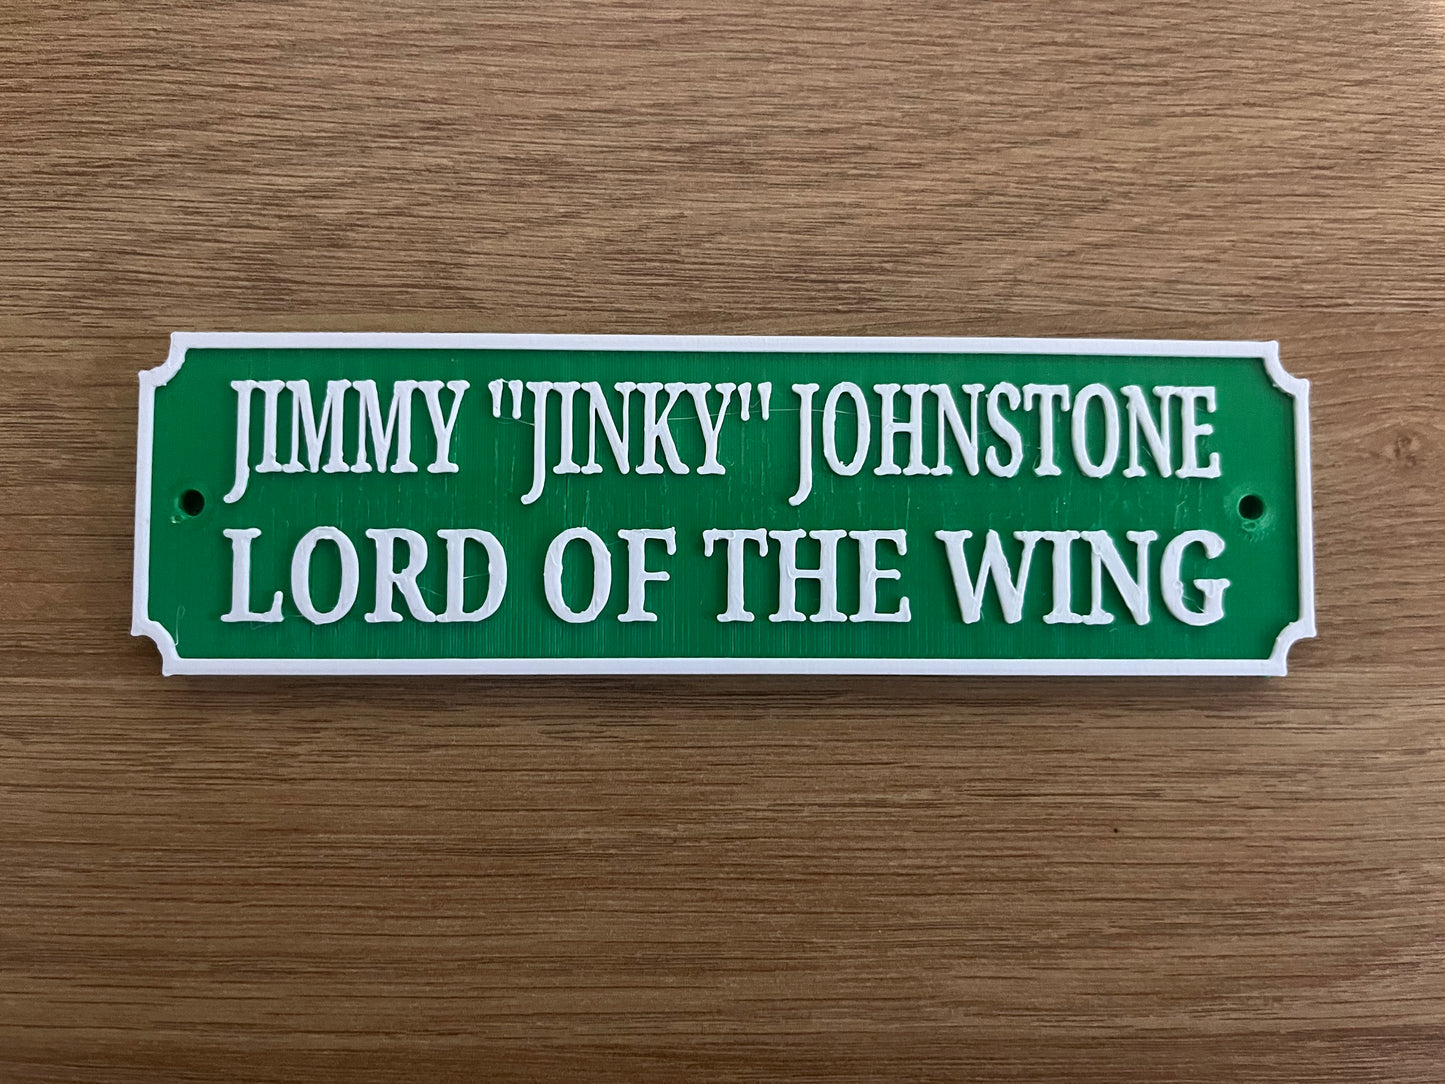 JIMMY "JINKY" JOHNSTONE
LORD OF THE WING